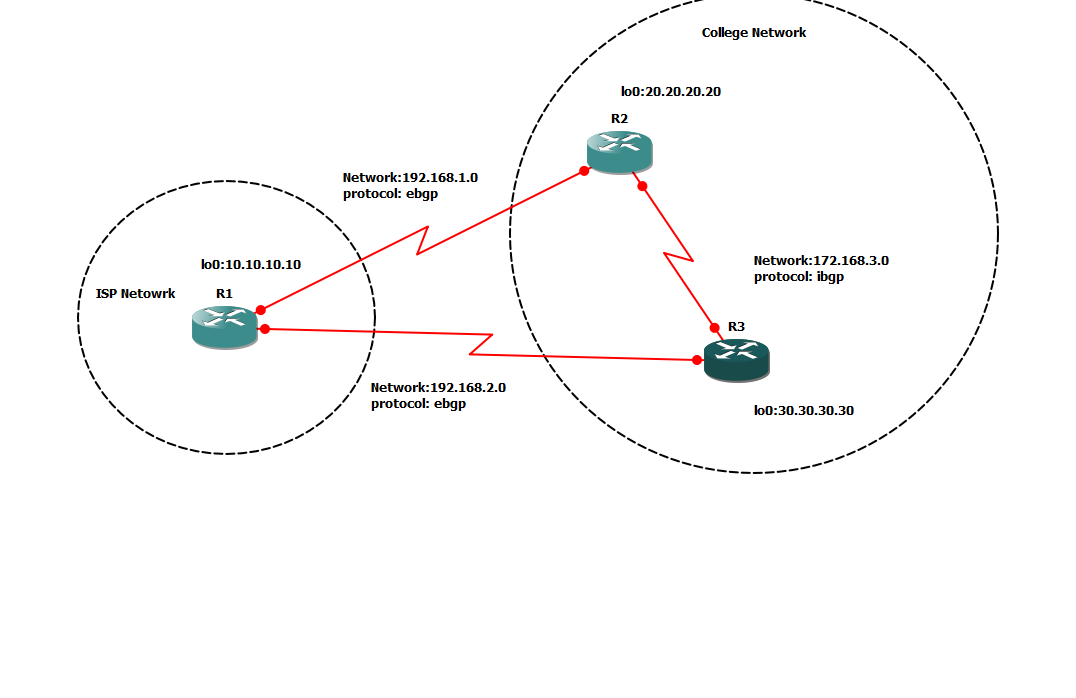 College Network
lo0:20.20.20.20
R2
Network:192.168.1.0
protocol: ebgp
Network:172.168.3.0
protocol: ibgp
lo0:10.10.10.10
ISP Netowrk
R1
R3
Network:192.168.2.0
protocol: ebgp
lo0:30.30.30.30